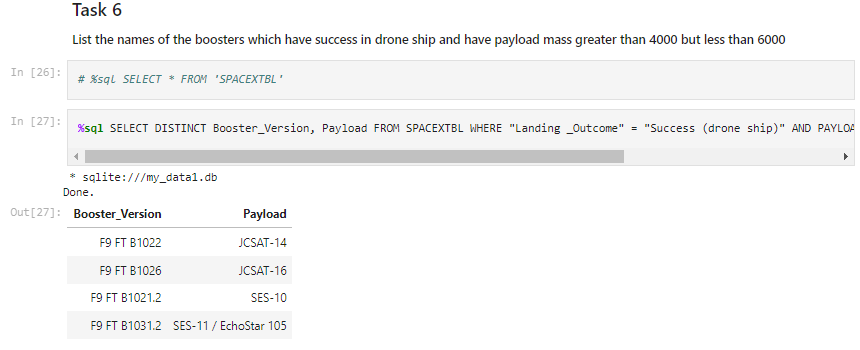 Task 6
List the names of the boosters which have success in drone ship and have payload mass greater than 4000 but less than 6000
In [26]: # %sql SELECT * FROM 'SPACEXTBL'
In [27]: %sql SELECT DISTINCT Booster_Version, Payload FROM SPACEXTBL WHERE "Landing _Outcome" = "Success (drone ship)" AND PAYLOA
* sqlite:///my_data1.db
Done.
Out[27]: Booster_Version Payload
F9 FT B1022 JCSAT-14
F9 FT B1026 JCSAT-16
F9 FT B1021.2 SES-10
F9 FT B1031.2 SES-11 / EchoStar 105